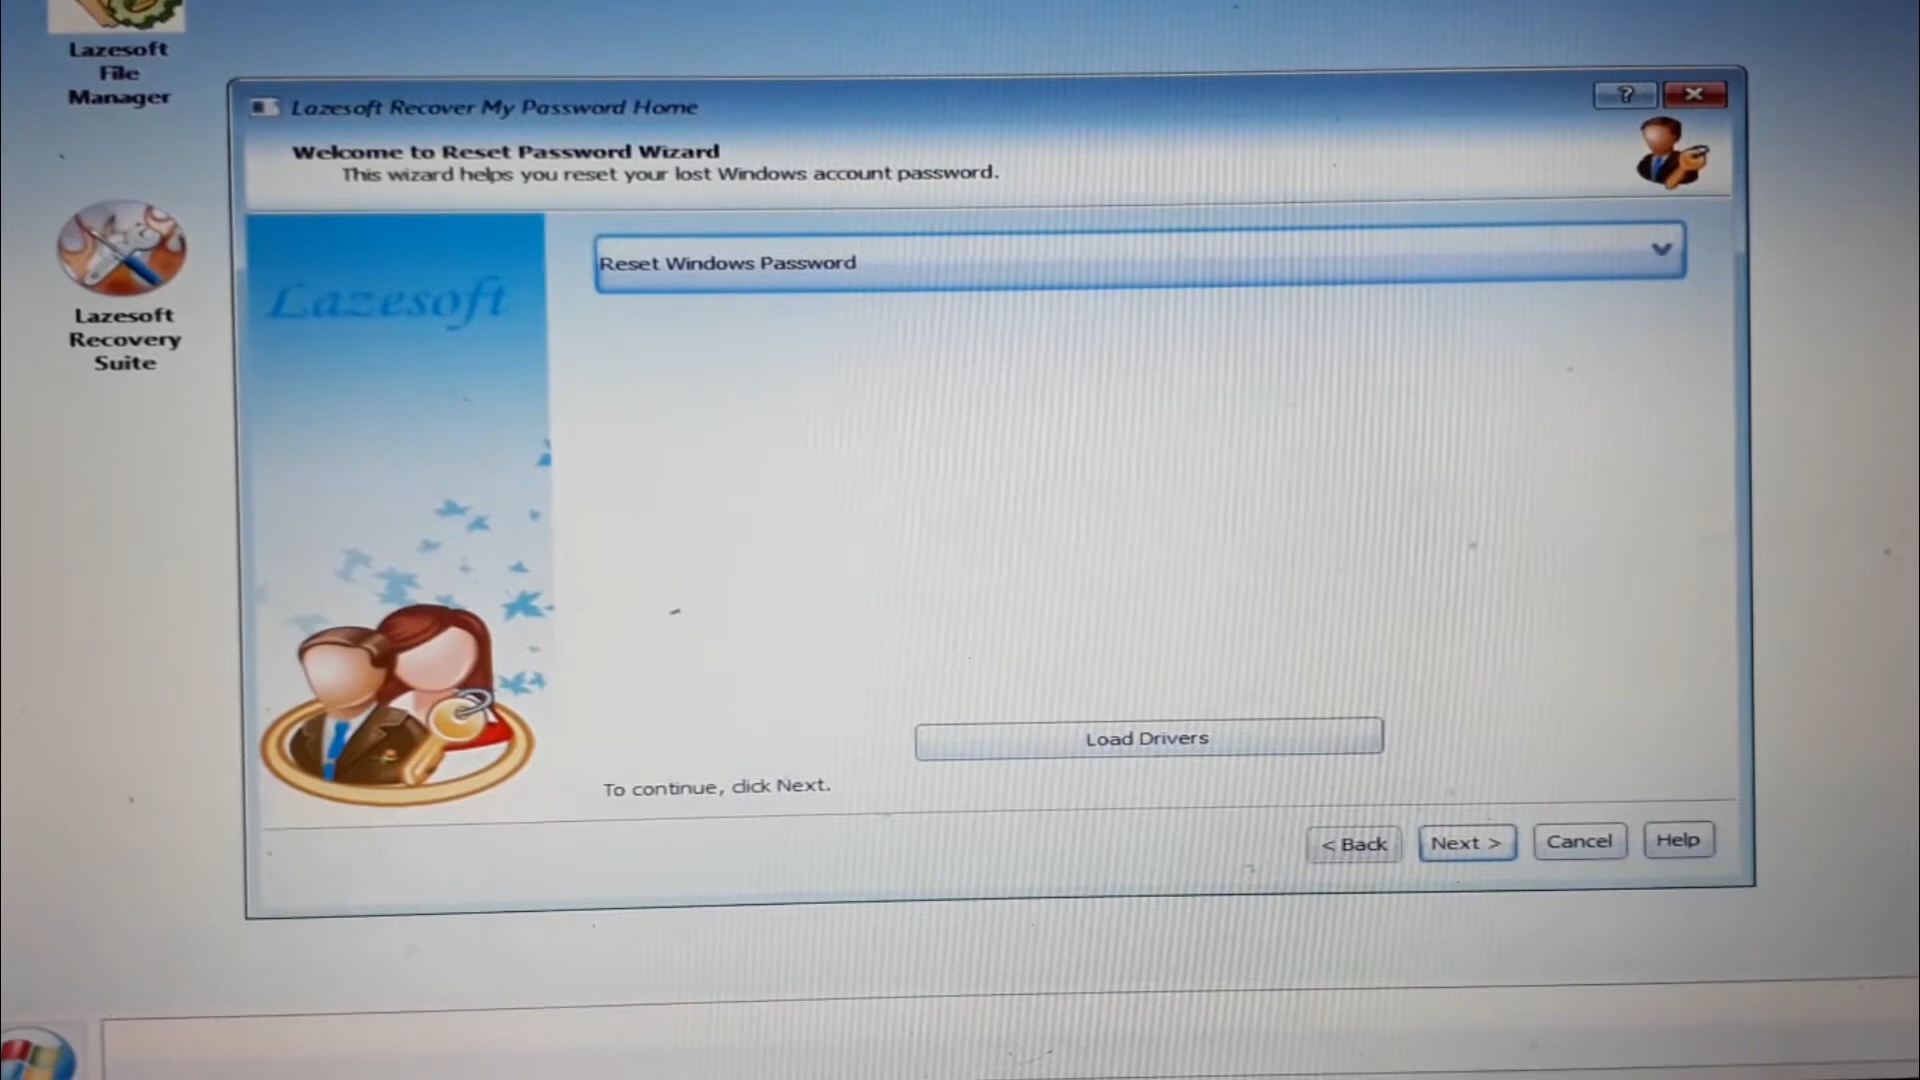 Lazesoft
File
Manager
Lazesoft Recover My Password Home
?
X
Welcome to Reset Password Wizard
This wizard helps you reset your lost Windows account password.
Reset Windows Password
Lazesoft
Lazesoft
Recovery
Suite
Load Drivers
To continue, click Next.
< Back
Next >
Cancel
Help